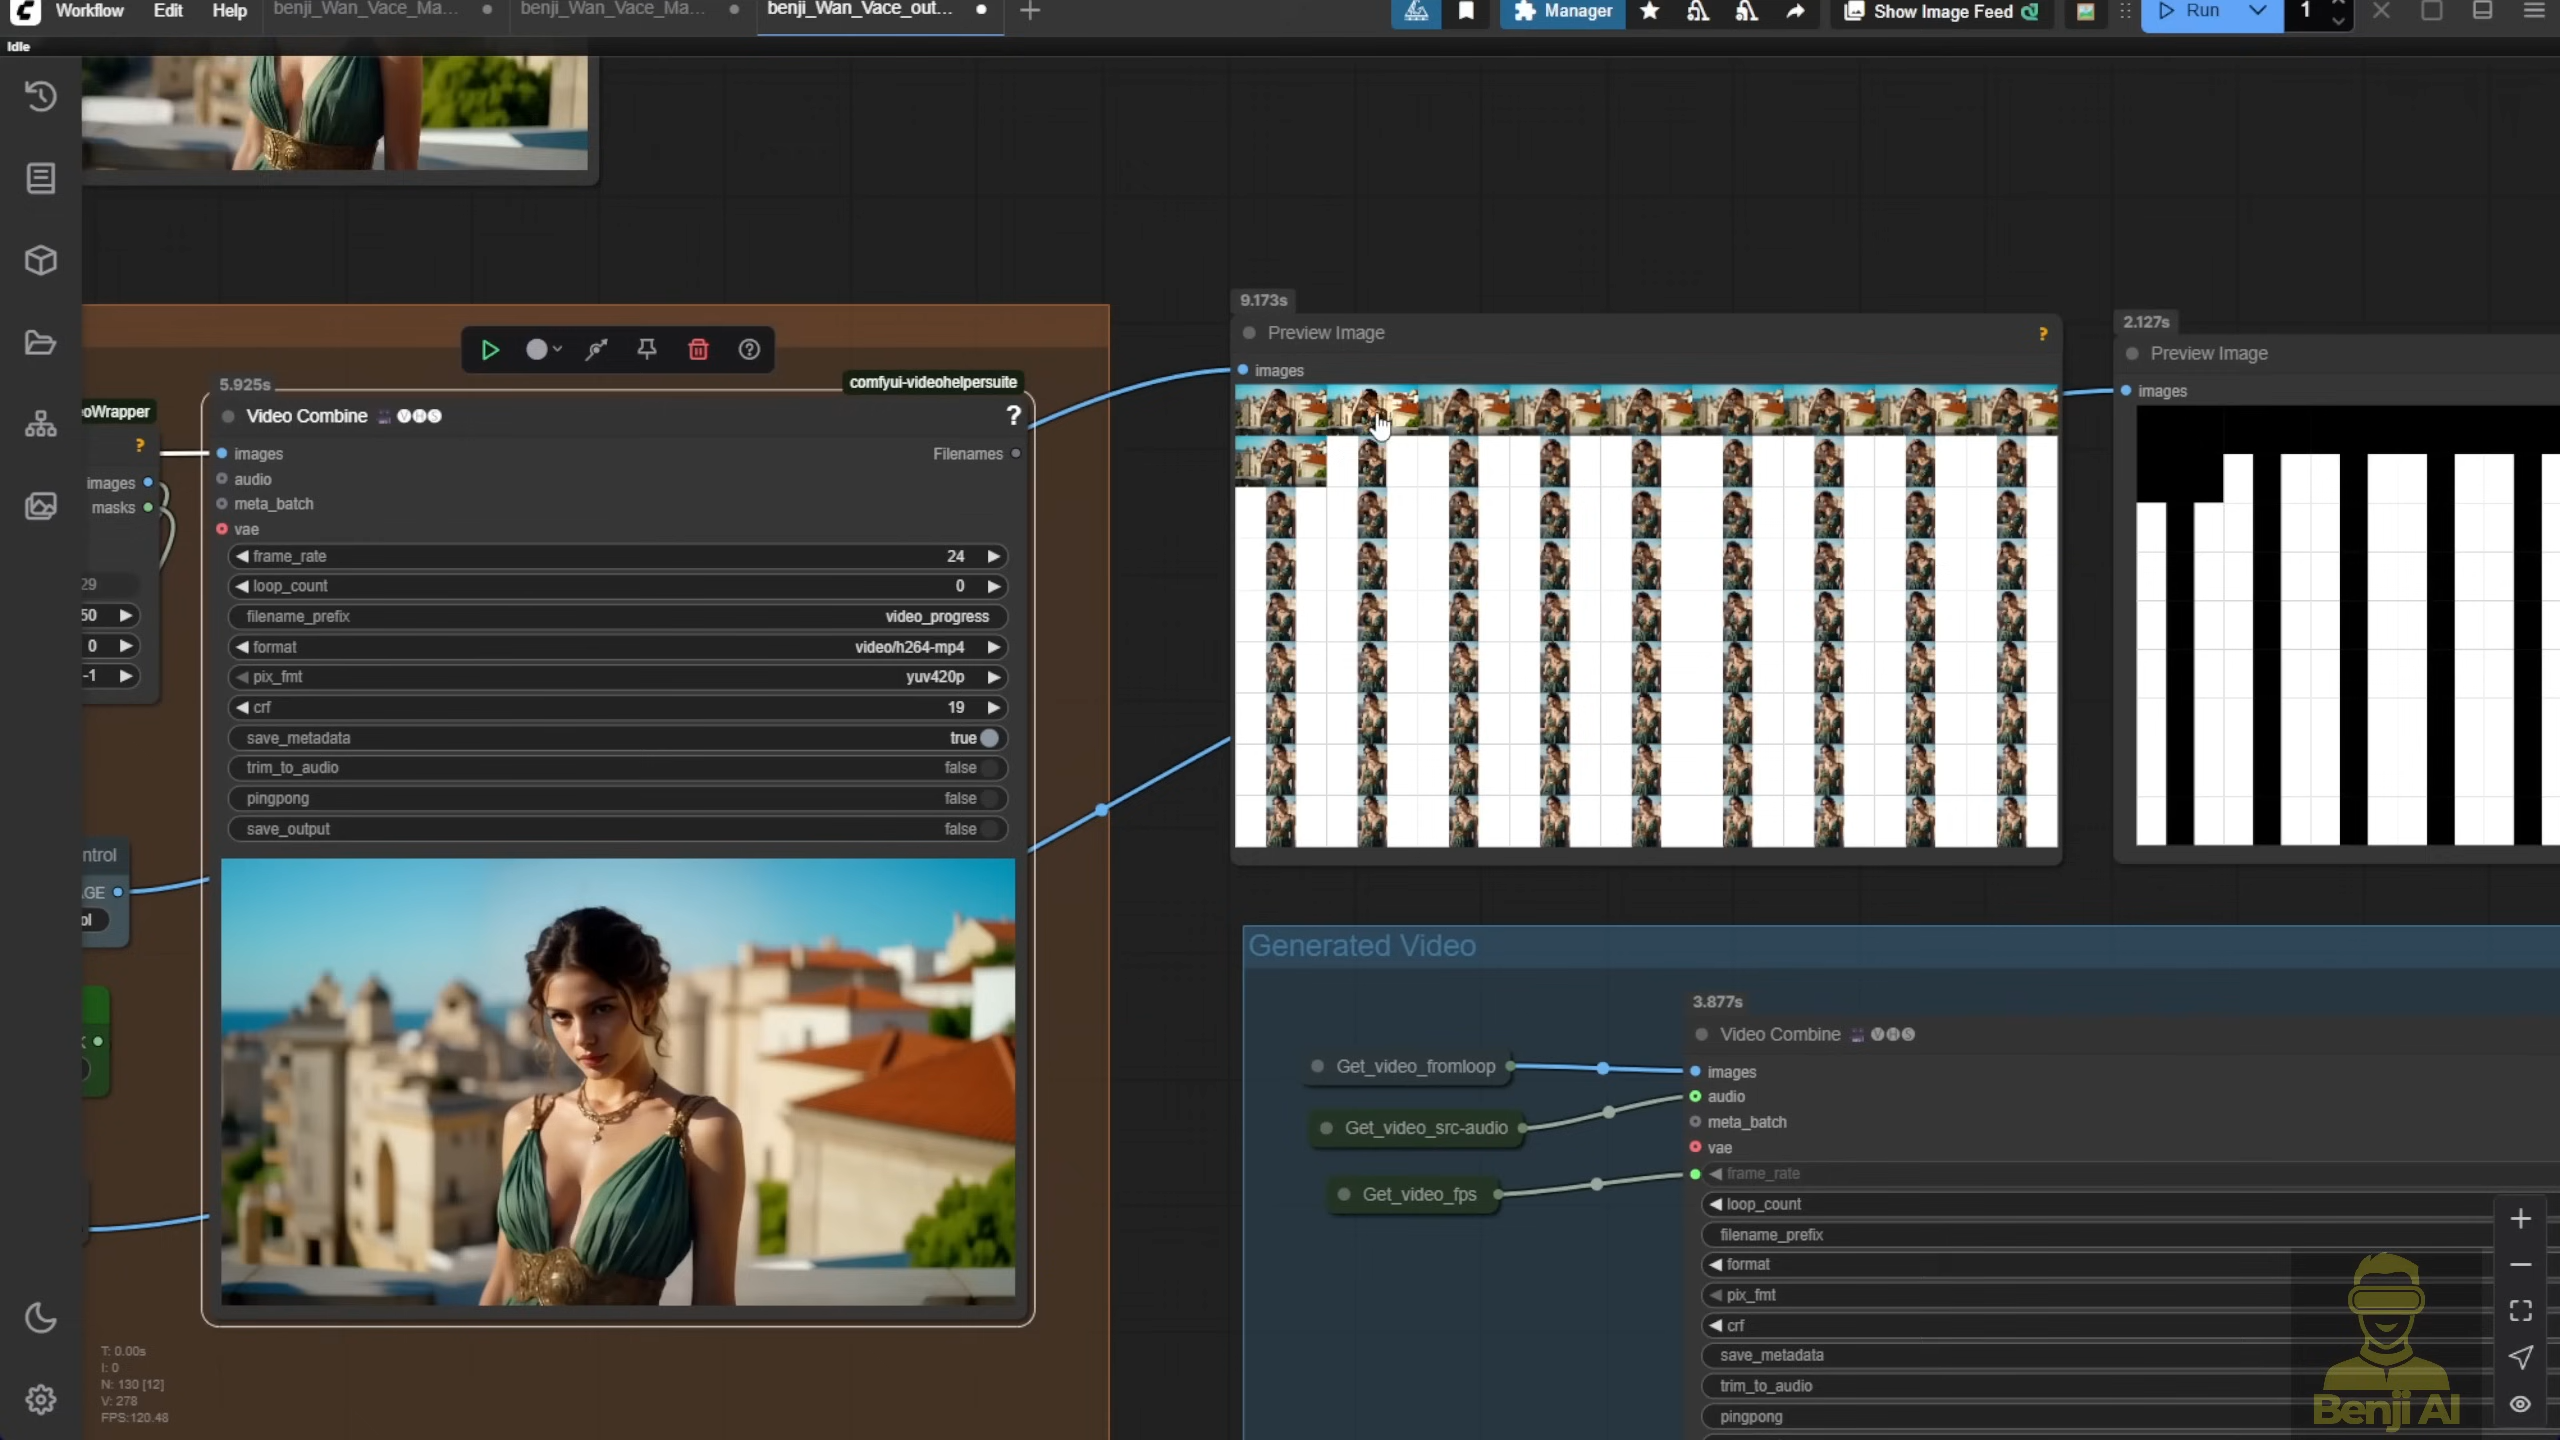 Workflow Edit Help benji_Wan_Vace_Ma... benji_Wan_Vace_Ma... benji_Wan_Vace_out... Manager Show Image Feed Run 1
Idle
9.173s
Preview Image ?
images
2.127s
Preview Image
images
5.925s
comfyui-videohelpersuite
oWrapper
?
Video Combine VHS ?
images Filenames
audio
meta_batch
vae
images
masks
29
50
0
-1
frame_rate 24
loop_count 0
filename_prefix video_progress
format video/h264-mp4
pix_fmt yuv420p
crf 19
save_metadata true
trim_to_audio false
pingpong false
save_output false
ntrol
GE
ol
Generated Video
3.877s
Video Combine VHS
Get_video_fromloop
Get_video_src-audio
Get_video_fps
images
audio
meta_batch
vae
frame_rate
loop_count
filename_prefix
format
pix_fmt
crf
save_metadata
trim_to_audio
pingpong
T: 0.00s
I: 0
N: 130 [12]
V: 278
FPS:120.48
Benji AI